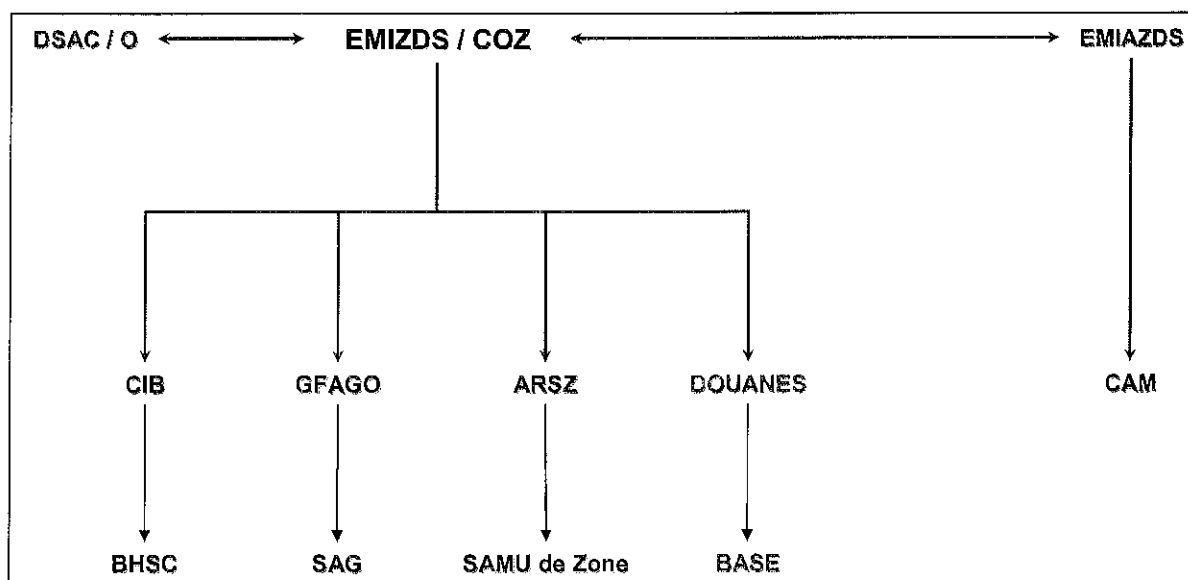 DSAC / O EMIZDS / COZ EMIAZDS
CIB GFAGO ARSZ DOUANES CAM
BHSC SAG SAMU de Zone BASE